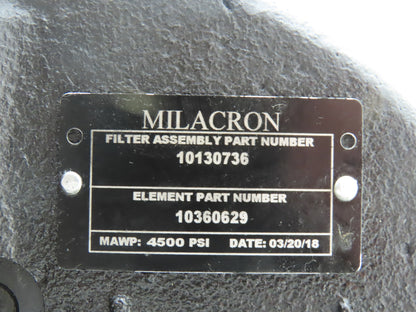 MILACRON
FILTER ASSEMBLY PART NUMBER
10130736
ELEMENT PART NUMBER
10360629
MAWP: 4500 PSI DATE: 03/20/18